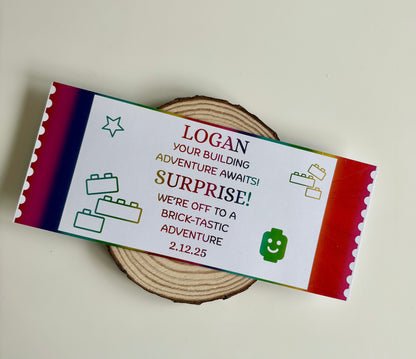 LOGAN
YOUR BUILDING
ADVENTURE AWAITS!
SURPRISE!
WE'RE OFF TO A
BRICK-TASTIC
ADVENTURE
2.12.25